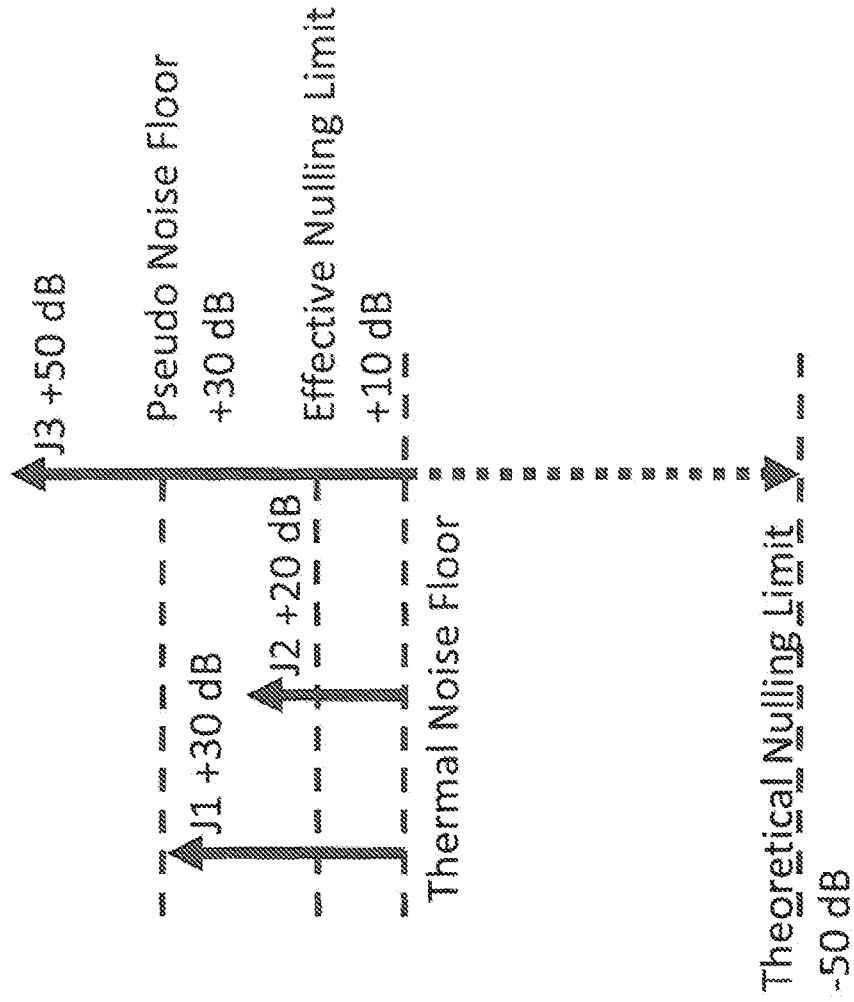 J3 +50 dB
Pseudo Noise Floor
+30 dB
J1 +30 dB
J2 +20 dB
Effective Nulling Limit
+10 dB
Thermal Noise Floor
Theoretical Nulling Limit
-50 dB